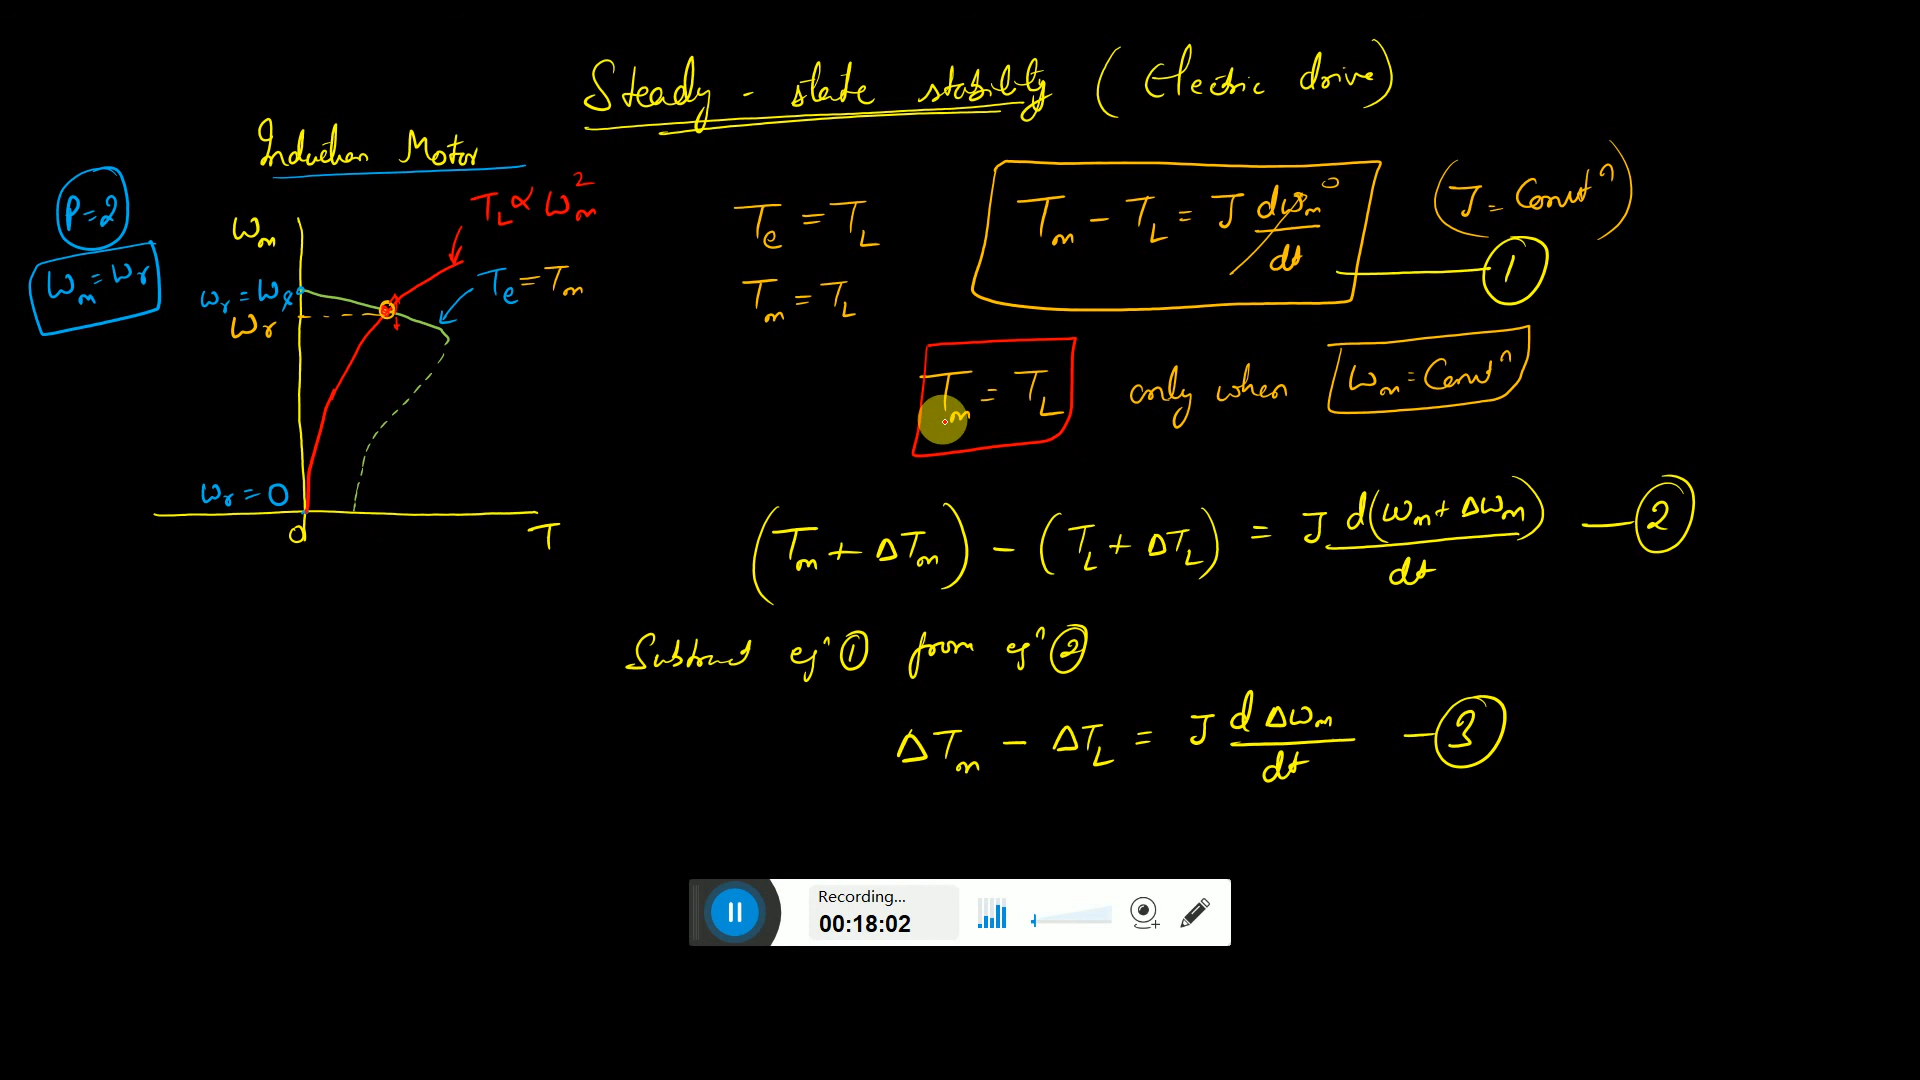 Steady - state stability (Electric drive)
Induction Motor
P=2
ωm = ωr
ωm
ωr = ωs
ωr
ωr = 0
0
T
TL ∝ ωm²
Te = Tm
Te = TL
Tm = TL
Tm - TL = J dωm/dt 0
(J = Constⁿ)
1
Tm = TL only when ωm = Constⁿ
(Tm + ΔTm) - (TL + ΔTL) = J d(ωm + Δωm)/dt — 2
Subtract eqⁿ 1 from eqⁿ 2
ΔTm - ΔTL = J d Δωm/dt — 3
Recording...
00:18:02